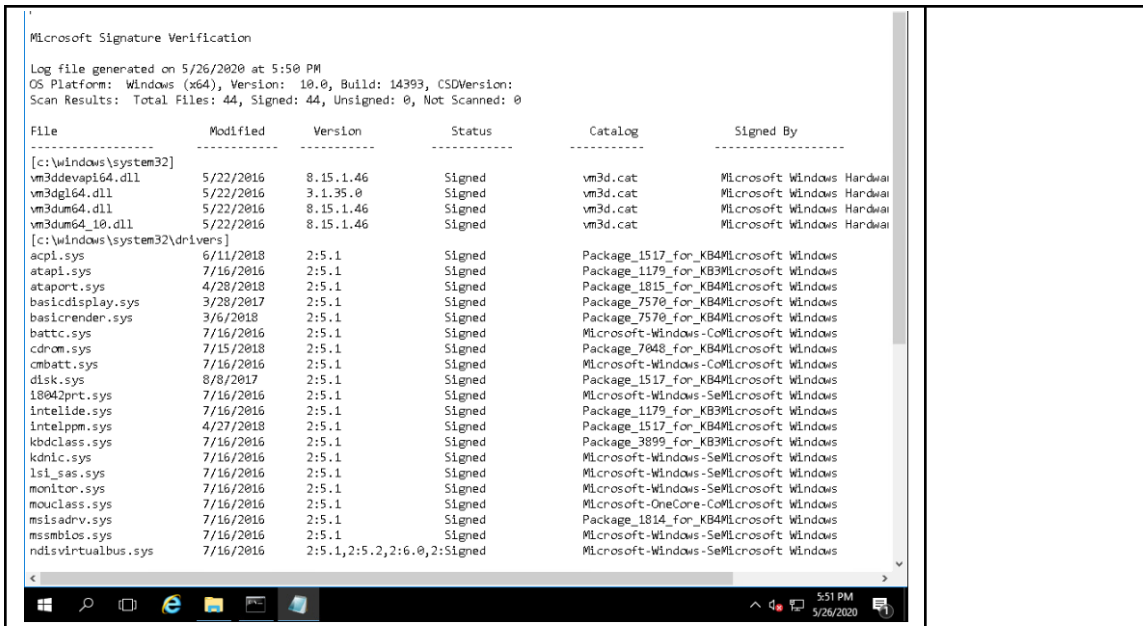 Microsoft Signature Verification
Log file generated on 5/26/2020 at 5:50 PM
OS Platform:  Windows (x64), Version:  10.0, Build: 14393, CSDVersion:
Scan Results:  Total Files: 44, Signed: 44, Unsigned: 0, Not Scanned: 0
File Modified Version Status Catalog Signed By
------------------ ------------ ----------- ------------ ----------- -------------------
[c:\windows\system32]
vm3ddevapi64.dll 5/22/2016 8.15.1.46 Signed vm3d.cat Microsoft Windows Hardwar
vm3dgl64.dll 5/22/2016 3.1.35.0 Signed vm3d.cat Microsoft Windows Hardwar
vm3dum64.dll 5/22/2016 8.15.1.46 Signed vm3d.cat Microsoft Windows Hardwar
vm3dum64_10.dll 5/22/2016 8.15.1.46 Signed vm3d.cat Microsoft Windows Hardwar
[c:\windows\system32\drivers]
acpi.sys 6/11/2018 2:5.1 Signed Package_1517_for_KB4Microsoft Windows
atapi.sys 7/16/2016 2:5.1 Signed Package_1179_for_KB3Microsoft Windows
ataport.sys 4/28/2018 2:5.1 Signed Package_1815_for_KB4Microsoft Windows
basicdisplay.sys 3/28/2017 2:5.1 Signed Package_7570_for_KB4Microsoft Windows
basicrender.sys 3/6/2018 2:5.1 Signed Package_7570_for_KB4Microsoft Windows
battc.sys 7/16/2016 2:5.1 Signed Microsoft-Windows-CoMicrosoft Windows
cdrom.sys 7/15/2018 2:5.1 Signed Package_7048_for_KB4Microsoft Windows
cmbatt.sys 7/16/2016 2:5.1 Signed Microsoft-Windows-CoMicrosoft Windows
disk.sys 8/8/2017 2:5.1 Signed Package_1517_for_KB4Microsoft Windows
i8042prt.sys 7/16/2016 2:5.1 Signed Microsoft-Windows-SeMicrosoft Windows
intelide.sys 7/16/2016 2:5.1 Signed Package_1179_for_KB3Microsoft Windows
intelppm.sys 4/27/2018 2:5.1 Signed Package_1517_for_KB4Microsoft Windows
kbdclass.sys 7/16/2016 2:5.1 Signed Package_3899_for_KB3Microsoft Windows
kdnic.sys 7/16/2016 2:5.1 Signed Microsoft-Windows-SeMicrosoft Windows
lsi_sas.sys 7/16/2016 2:5.1 Signed Microsoft-Windows-SeMicrosoft Windows
monitor.sys 7/16/2016 2:5.1 Signed Microsoft-Windows-SeMicrosoft Windows
mouclass.sys 7/16/2016 2:5.1 Signed Microsoft-OneCore-CoMicrosoft Windows
msisadrv.sys 7/16/2016 2:5.1 Signed Package_1814_for_KB4Microsoft Windows
mssmbios.sys 7/16/2016 2:5.1 Signed Microsoft-Windows-SeMicrosoft Windows
ndisvirtualbus.sys 7/16/2016 2:5.1,2:5.2,2:6.0,2:Signed Microsoft-Windows-SeMicrosoft Windows
5:51 PM
5/26/2020